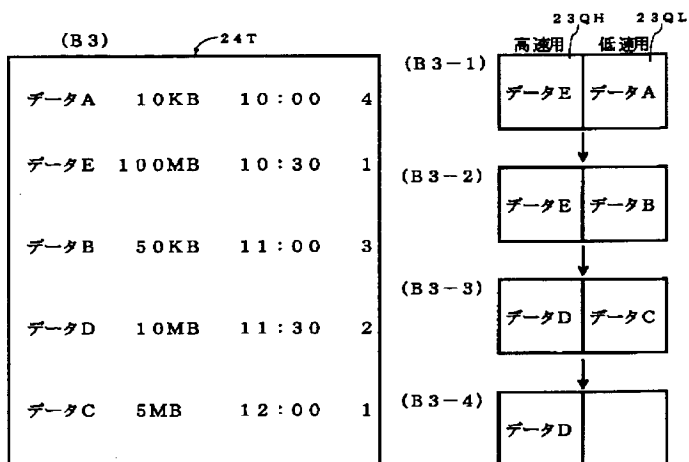 (B3)
24T
データA 10KB 10:00 4
データE 100MB 10:30 1
データB 50KB 11:00 3
データD 10MB 11:30 2
データC 5MB 12:00 1
23QH 23QL
高速用 低速用
(B3-1)
データE データA
(B3-2)
データE データB
(B3-3)
データD データC
(B3-4)
データD